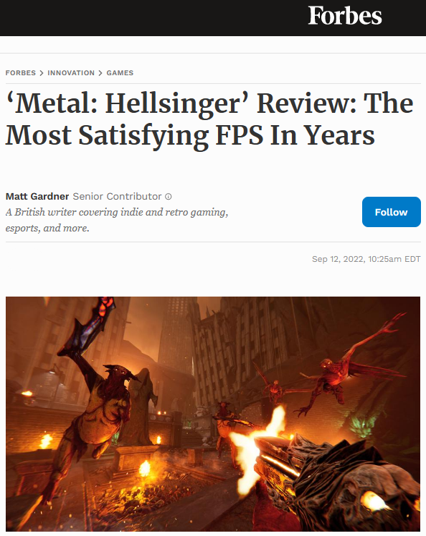 Forbes
FORBES > INNOVATION > GAMES
‘Metal: Hellsinger’ Review: The
Most Satisfying FPS In Years
Matt Gardner Senior Contributor
A British writer covering indie and retro gaming,
esports, and more.
Follow
Sep 12, 2022, 10:25am EDT